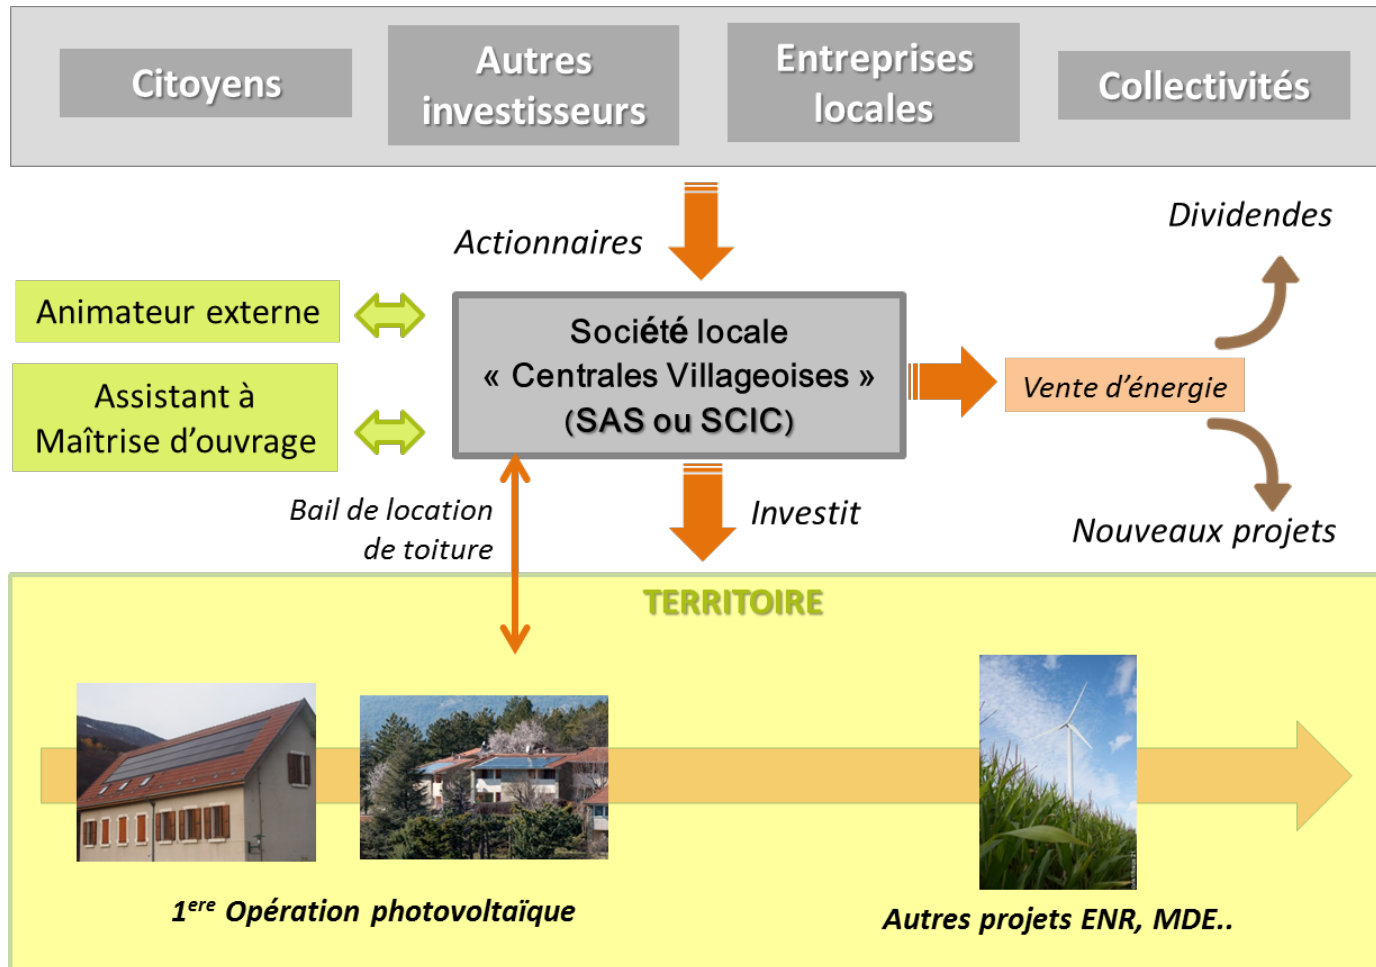 Citoyens
Autres
investisseurs
Entreprises
locales
Collectivités
Actionnaires
Dividendes
Animateur externe
Assistant à
Maîtrise d'ouvrage
Société locale
« Centrales Villageoises »
(SAS ou SCIC)
Vente d'énergie
Nouveaux projets
Bail de location
de toiture
Investit
TERRITOIRE
1ere Opération photovoltaïque
Autres projets ENR, MDE..